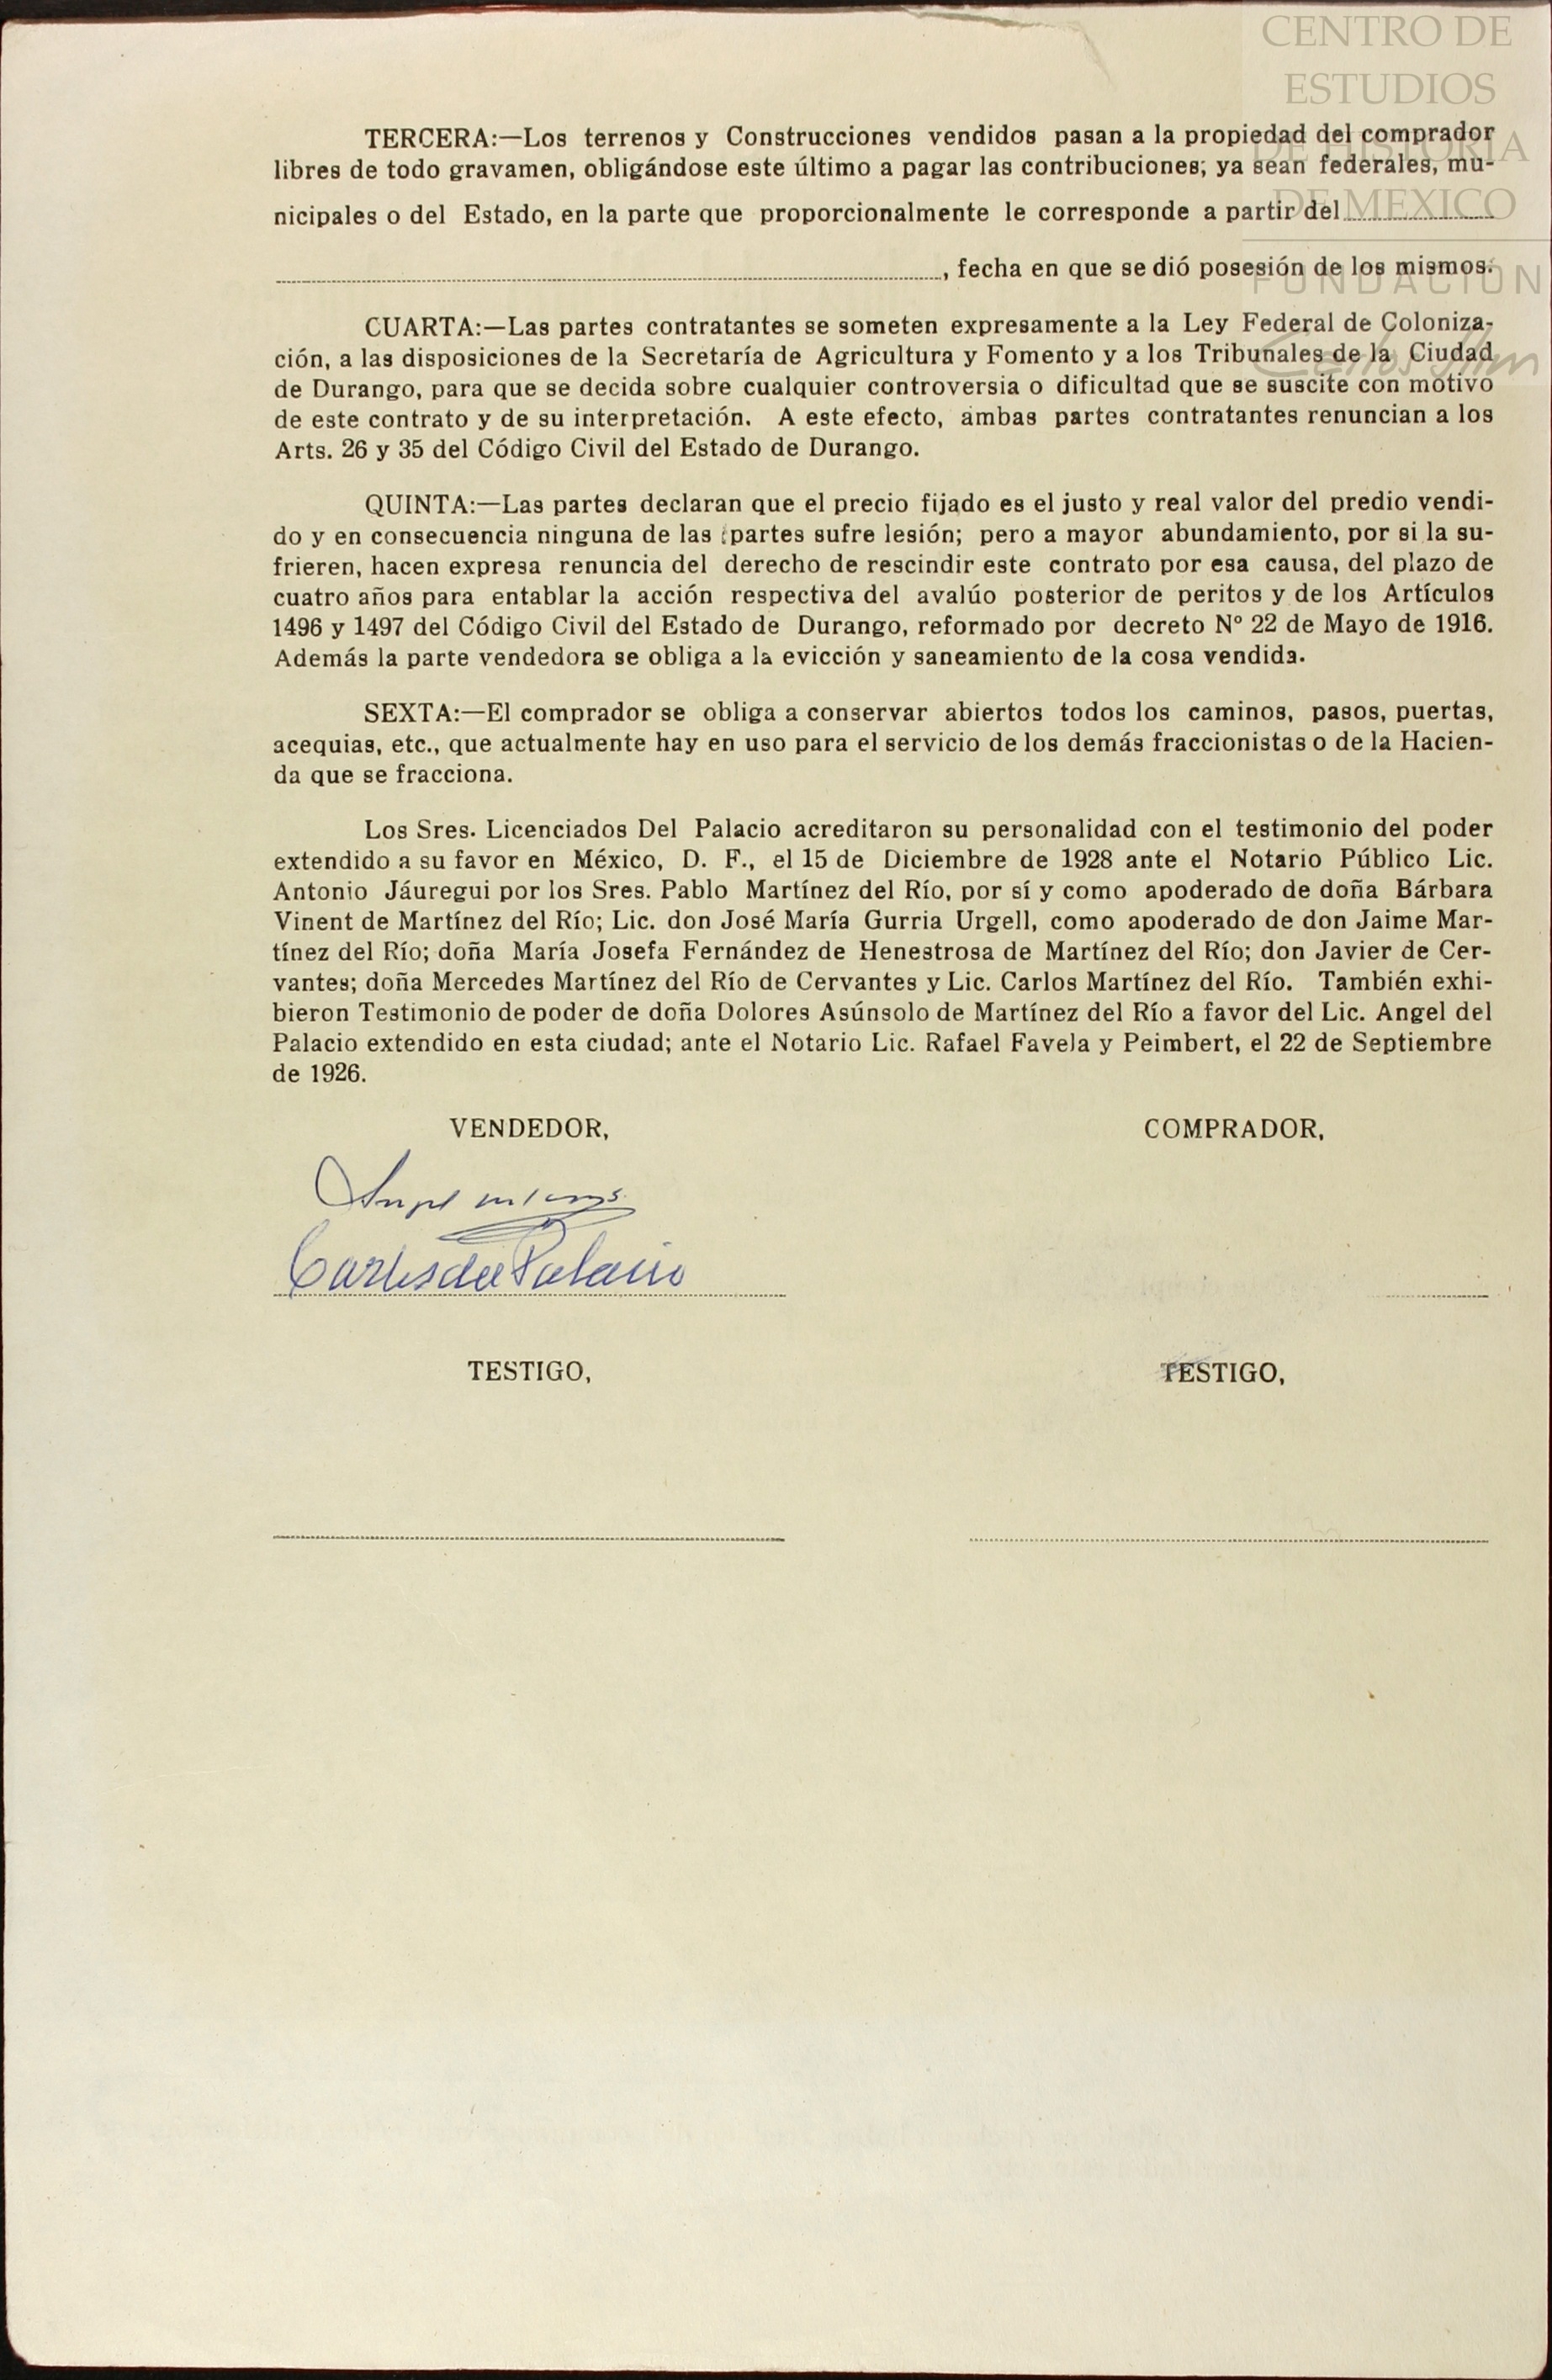 CENTRO DE
ESTUDIOS
DE HISTORIA
DE MEXICO
FUNDACION
Carlos Slim
TERCERA:—Los terrenos y Construcciones vendidos pasan a la propiedad del comprador
libres de todo gravamen, obligándose este último a pagar las contribuciones; ya sean federales, mu-
nicipales o del Estado, en la parte que proporcionalmente le corresponde a partir del
, fecha en que se dió posesión de los mismos.
CUARTA:—Las partes contratantes se someten expresamente a la Ley Federal de Coloniza-
ción, a las disposiciones de la Secretaría de Agricultura y Fomento y a los Tribunales de la Ciudad
de Durango, para que se decida sobre cualquier controversia o dificultad que se suscite con motivo
de este contrato y de su interpretación. A este efecto, ambas partes contratantes renuncian a los
Arts. 26 y 35 del Código Civil del Estado de Durango.
QUINTA:—Las partes declaran que el precio fijado es el justo y real valor del predio vendi-
do y en consecuencia ninguna de las partes sufre lesión; pero a mayor abundamiento, por si la su-
frieren, hacen expresa renuncia del derecho de rescindir este contrato por esa causa, del plazo de
cuatro años para entablar la acción respectiva del avalúo posterior de peritos y de los Artículos
1496 y 1497 del Código Civil del Estado de Durango, reformado por decreto Nº 22 de Mayo de 1916.
Además la parte vendedora se obliga a la evicción y saneamiento de la cosa vendida.
SEXTA:—El comprador se obliga a conservar abiertos todos los caminos, pasos, puertas,
acequias, etc., que actualmente hay en uso para el servicio de los demás fraccionistas o de la Hacien-
da que se fracciona.
Los Sres. Licenciados Del Palacio acreditaron su personalidad con el testimonio del poder
extendido a su favor en México, D. F., el 15 de Diciembre de 1928 ante el Notario Público Lic.
Antonio Jáuregui por los Sres. Pablo Martínez del Río, por sí y como apoderado de doña Bárbara
Vinent de Martínez del Río; Lic. don José María Gurria Urgell, como apoderado de don Jaime Mar-
tínez del Río; doña María Josefa Fernández de Henestrosa de Martínez del Río; don Javier de Cer-
vantes; doña Mercedes Martínez del Río de Cervantes y Lic. Carlos Martínez del Río. También exhi-
bieron Testimonio de poder de doña Dolores Asúnsolo de Martínez del Río a favor del Lic. Angel del
Palacio extendido en esta ciudad; ante el Notario Lic. Rafael Favela y Peimbert, el 22 de Septiembre
de 1926.
VENDEDOR,
COMPRADOR,
Carlos del Palacio
TESTIGO,
TESTIGO,